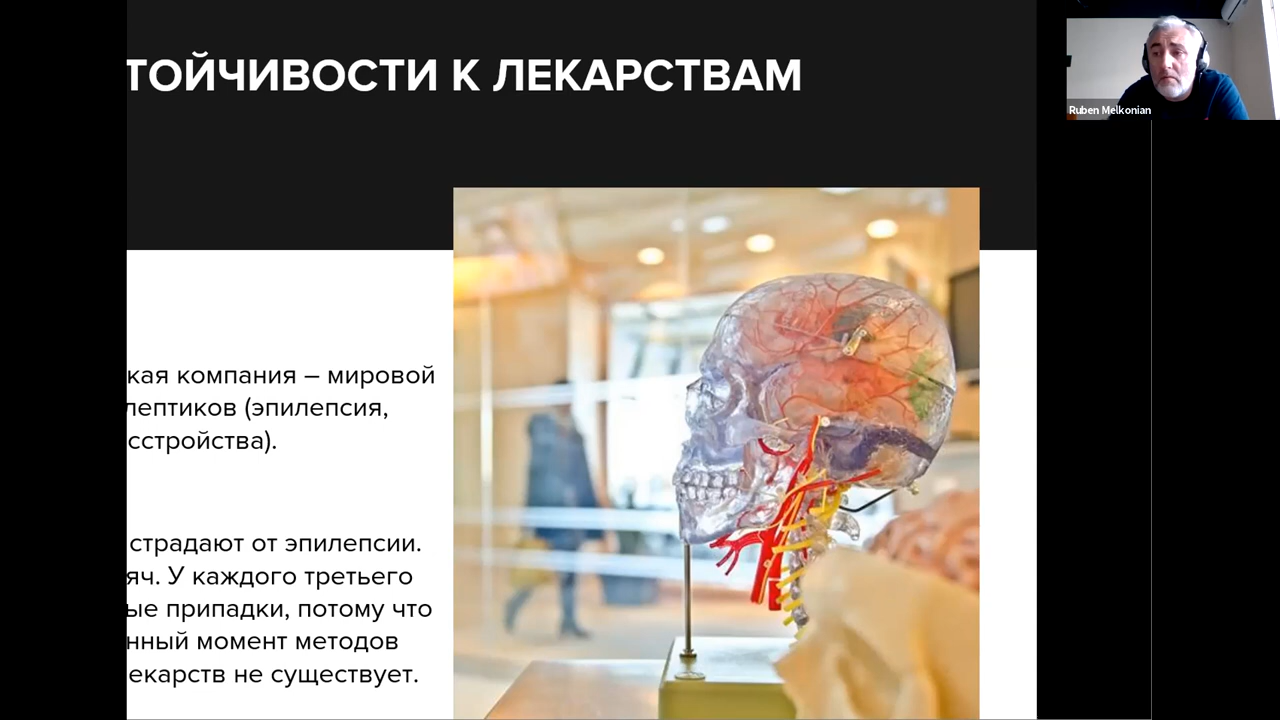 ТОЙЧИВОСТИ К ЛЕКАРСТВАМ
Ruben Melkonian
кая компания – мировой
лептиков (эпилепсия,
сстройства).
страдают от эпилепсии.
яч. У каждого третьего
ые припадки, потому что
нный момент методов
екарств не существует.